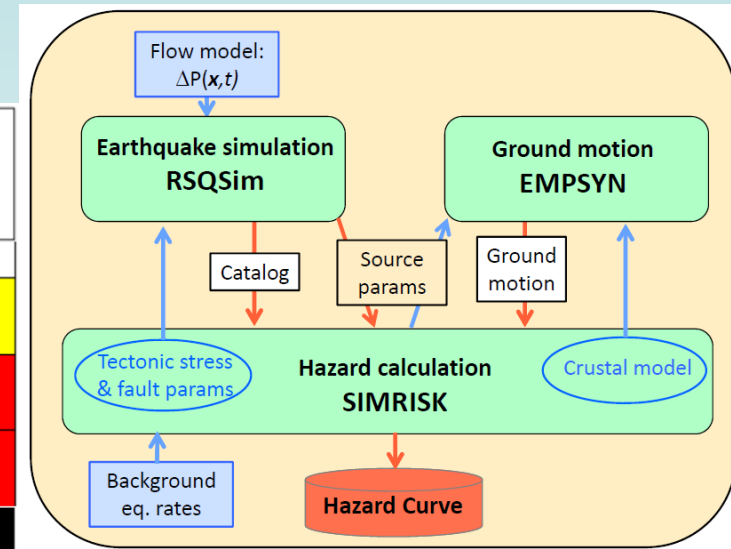 Flow model:
ΔP(x,t)
Earthquake simulation
RSQSim
Ground motion
EMPSYN
Catalog
Source
params
Ground
motion
Tectonic stress
& fault params
Hazard calculation
SIMRISK
Crustal model
Background
eq. rates
Hazard Curve